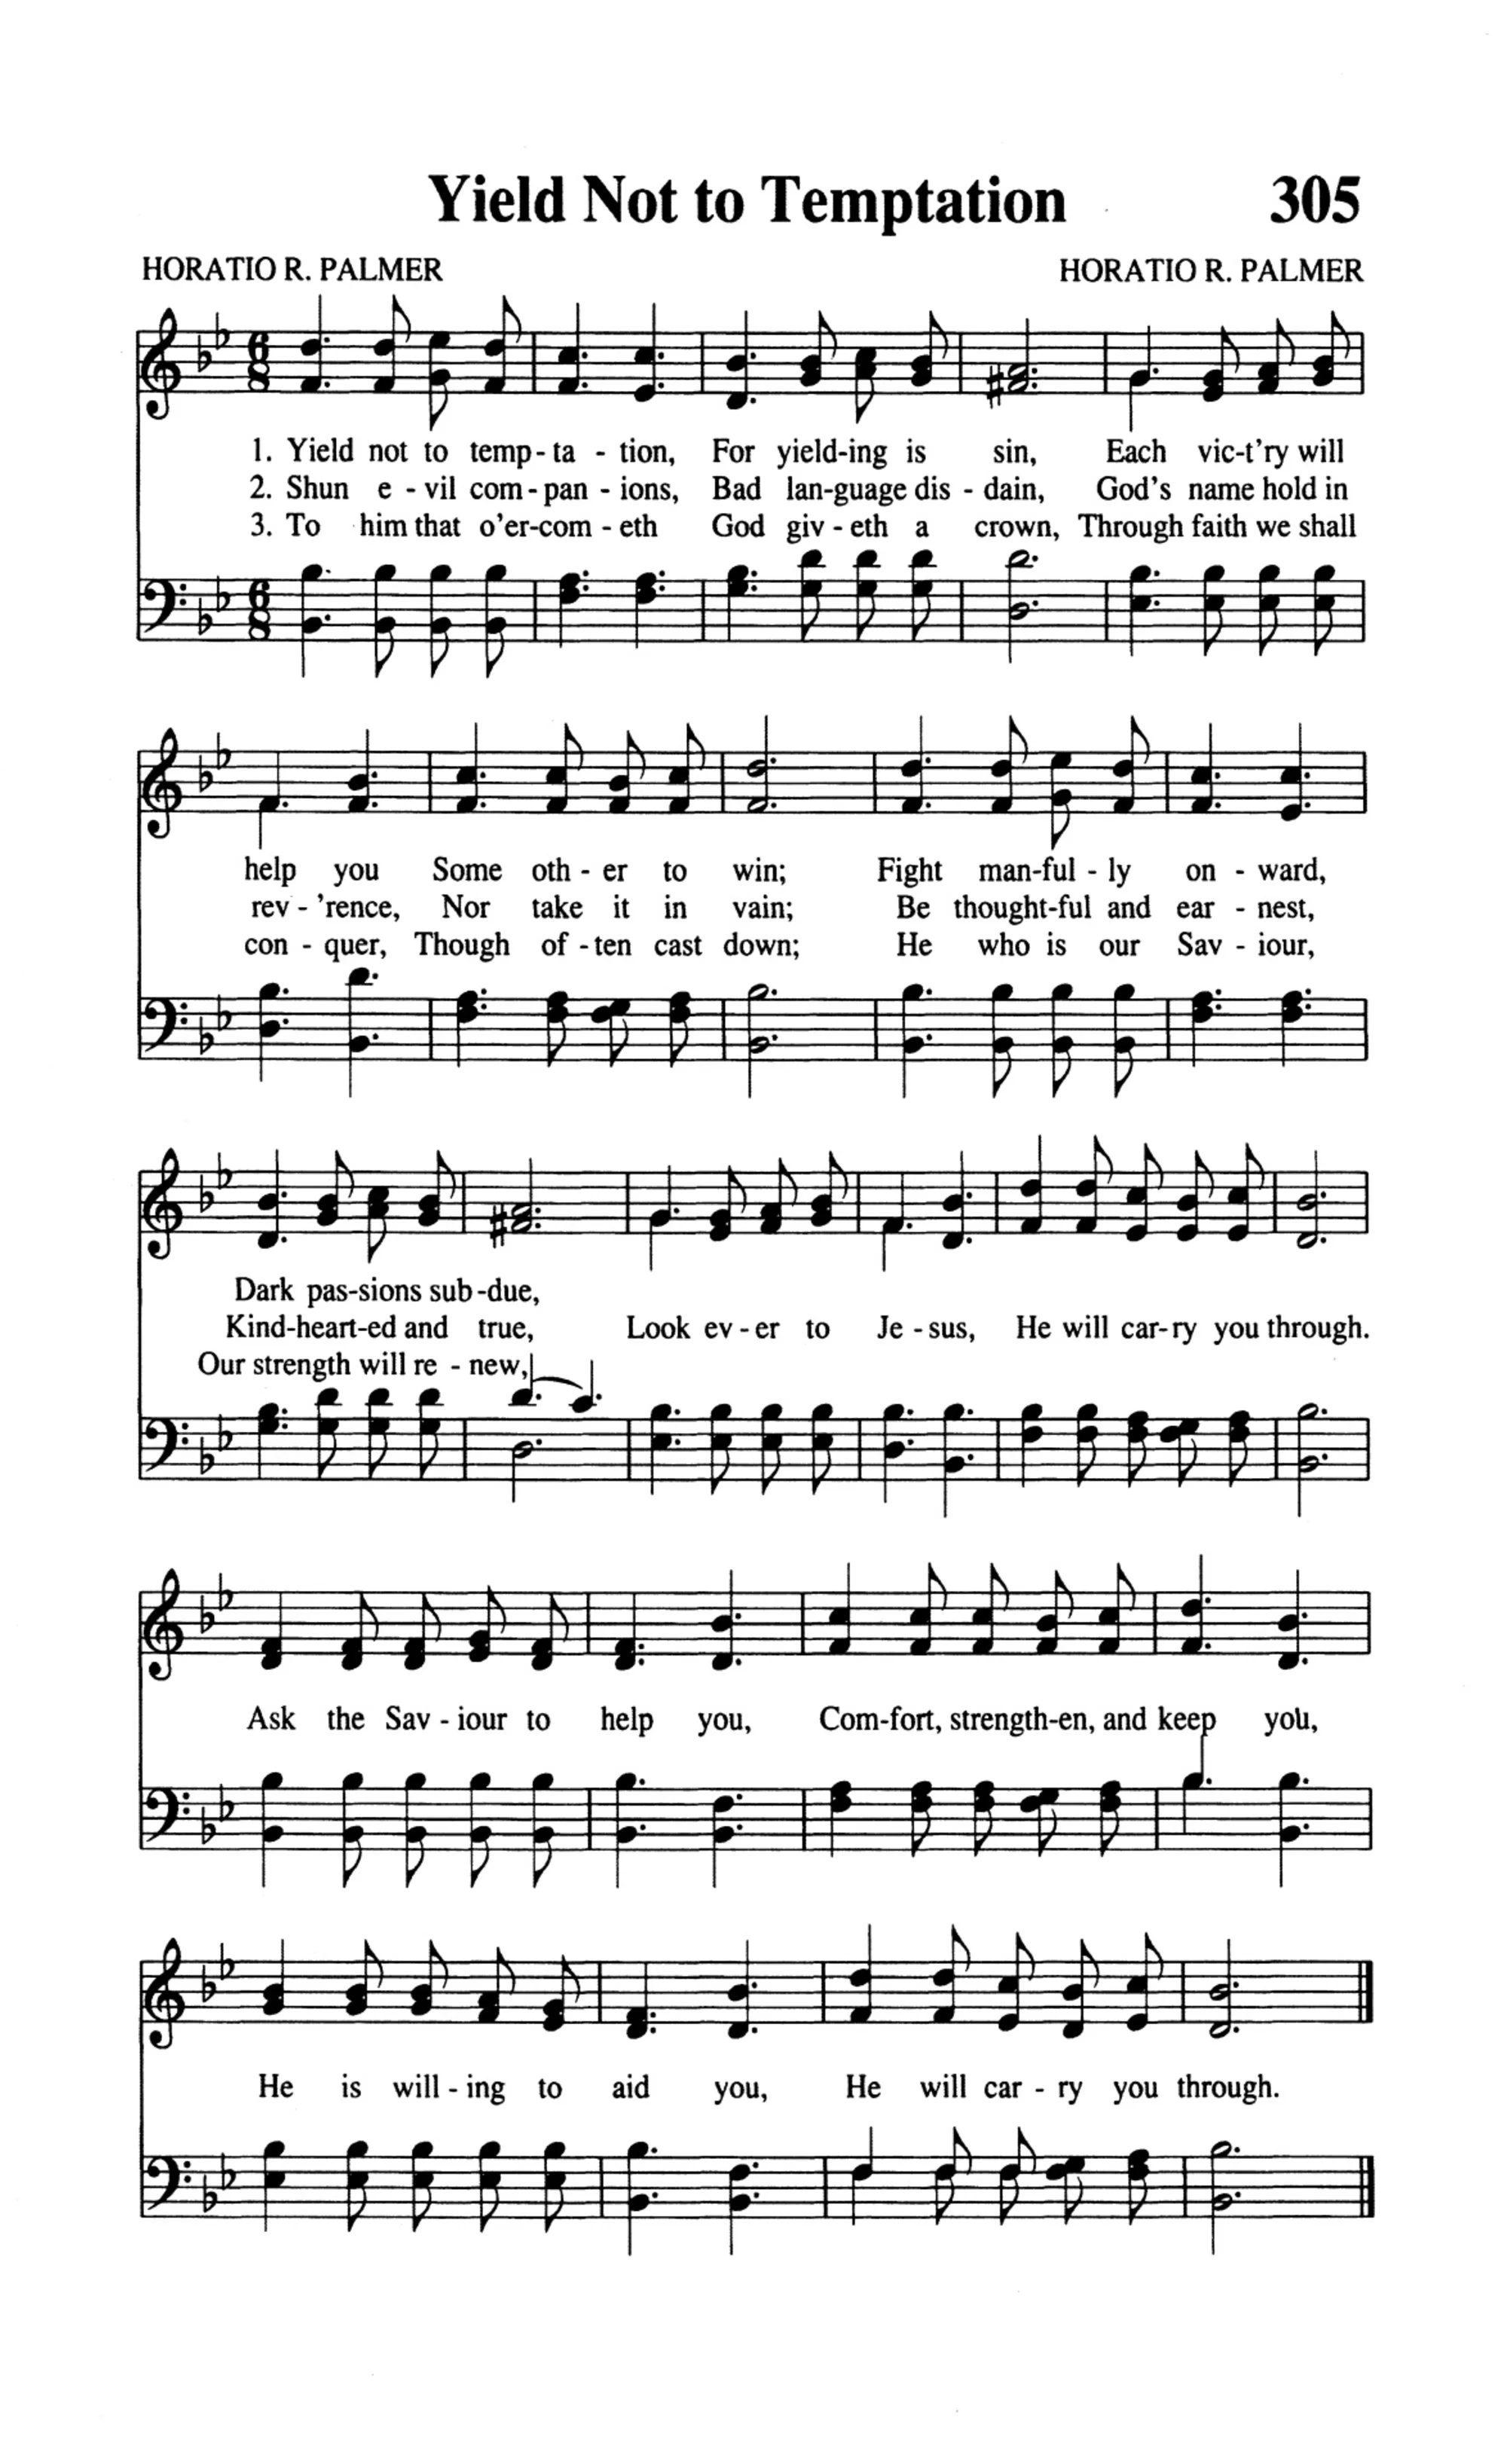 Yield Not to Temptation 305
HORATIO R. PALMER HORATIO R. PALMER
1. Yield not to temp-ta - tion, For yield-ing is sin, Each vic-t'ry will
2. Shun e - vil com-pan - ions, Bad lan-guage dis - dain, God's name hold in
3. To him that o'er-com - eth God giv - eth a crown, Through faith we shall
help you Some oth - er to win; Fight man-ful - ly on - ward,
rev - 'rence, Nor take it in vain; Be thought-ful and ear - nest,
con - quer, Though of - ten cast down; He who is our Sav - iour,
Dark pas-sions sub -due,
Kind-heart-ed and true, Look ev - er to Je - sus, He will car-ry you through.
Our strength will re - new,
Ask the Sav - iour to help you, Com-fort, strength-en, and keep you,
He is will - ing to aid you, He will car - ry you through.